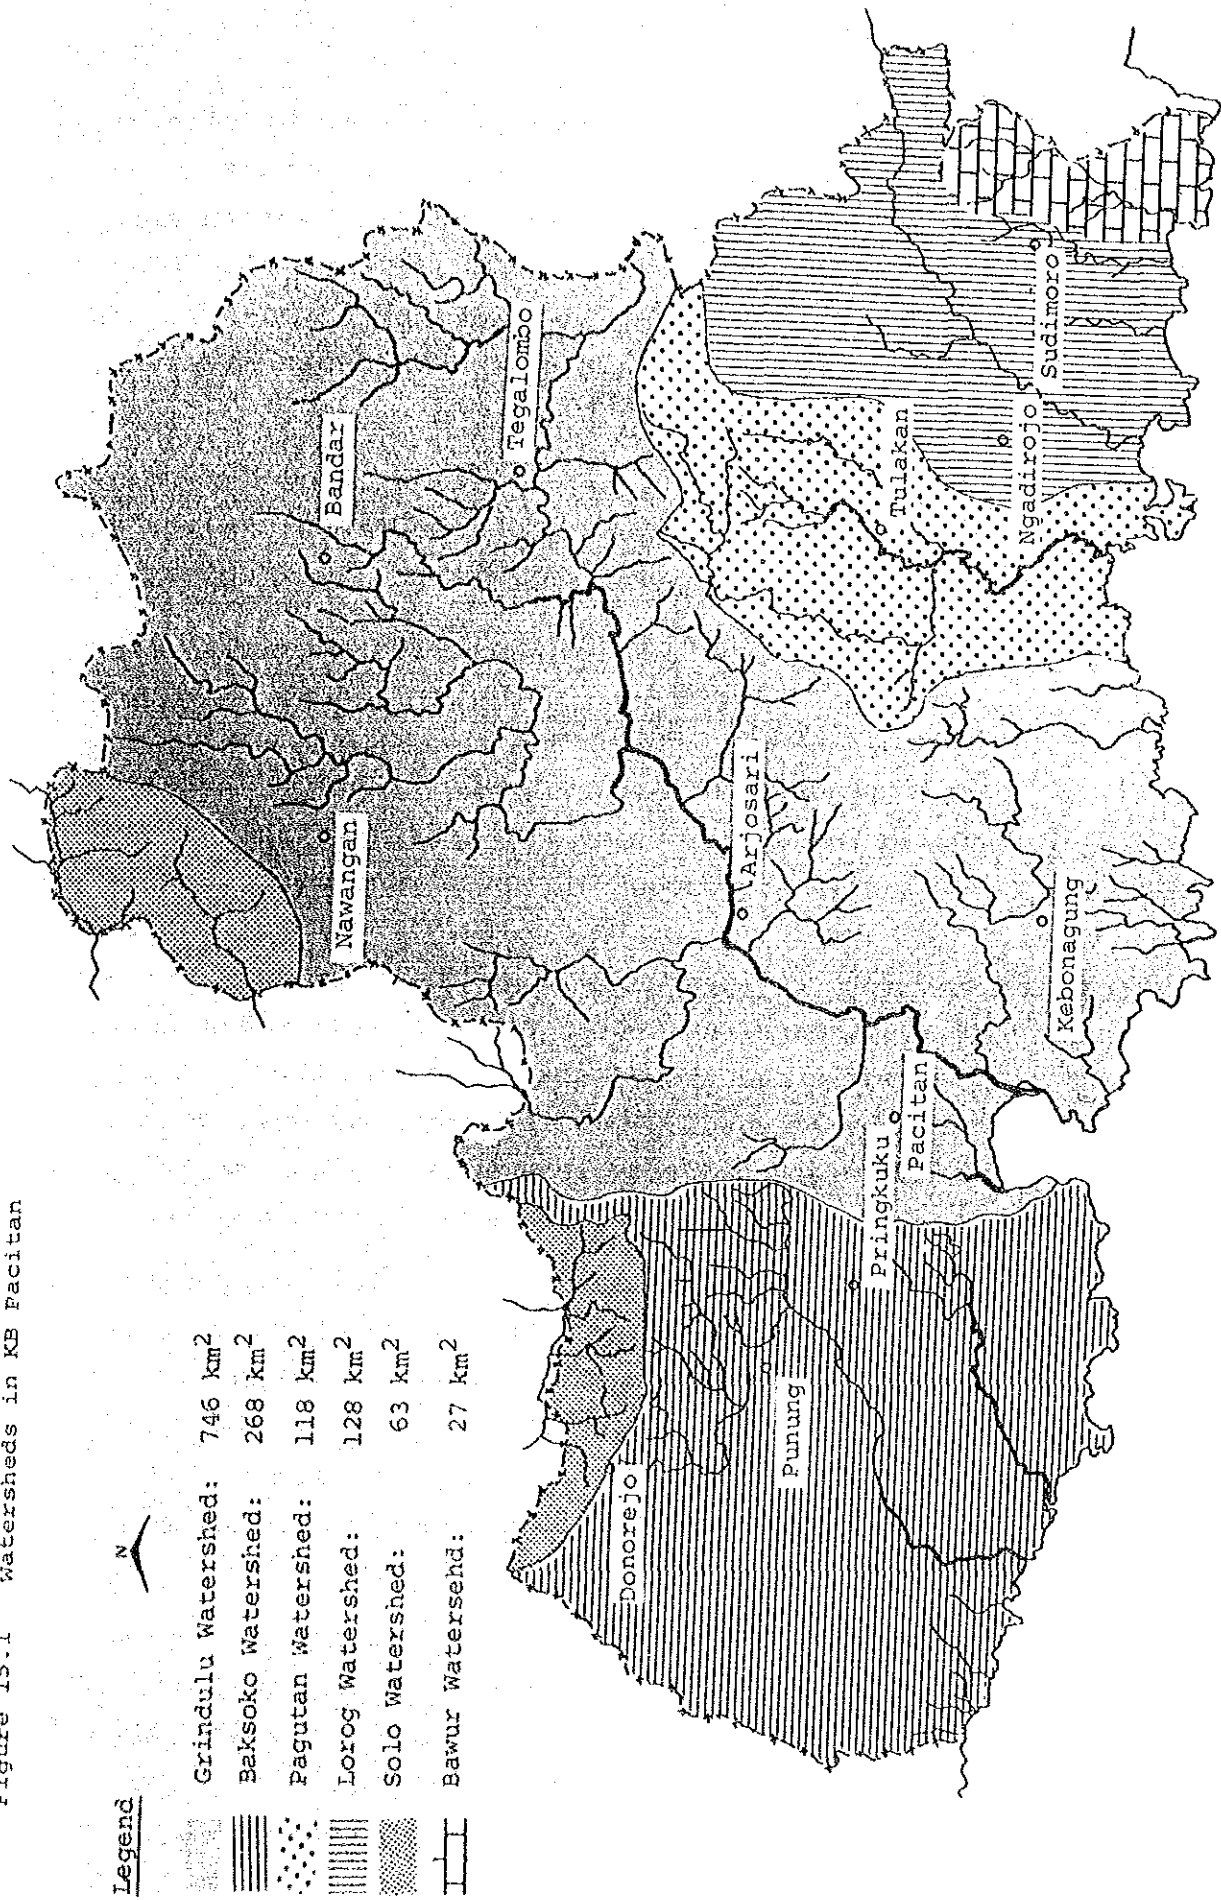 Figure 15.1 Watersheds in KB Pacitan
Legend
N
Grindulu Watershed: 746 km²
Baksoko Watershed: 268 km²
Pagutan Watershed: 118 km²
Lorog Watershed: 128 km²
Solo Watershed: 63 km²
Bawur Watersehd: 27 km²
Nawangan
Bandar
Tegalombo
Arjosari
Tulakan
Ngadirojo
Sudimoro
Kebonagung
Pacitan
Pringkuku
Punung
Donorejo